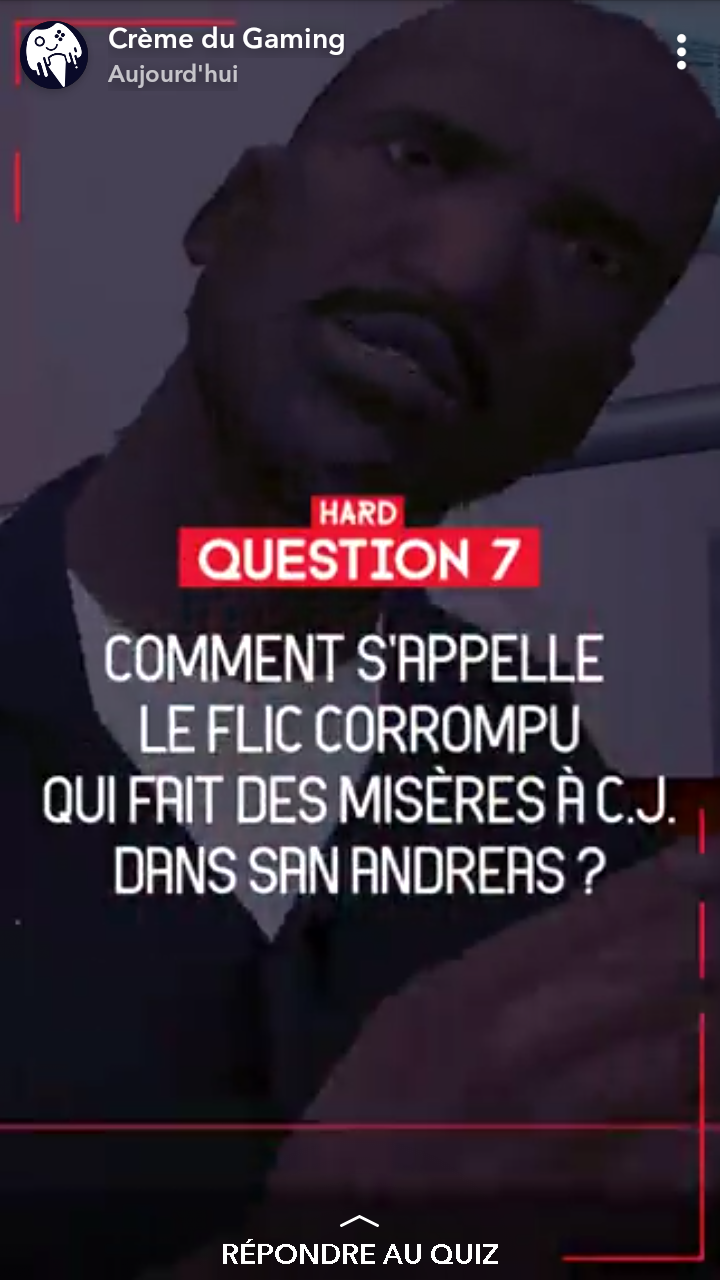 Crème du Gaming
Aujourd'hui
HARD
QUESTION 7
COMMENT S'APPELLE
LE FLIC CORROMPU
QUI FAIT DES MISÈRES À C.J.
DANS SAN ANDREAS ?
RÉPONDRE AU QUIZ